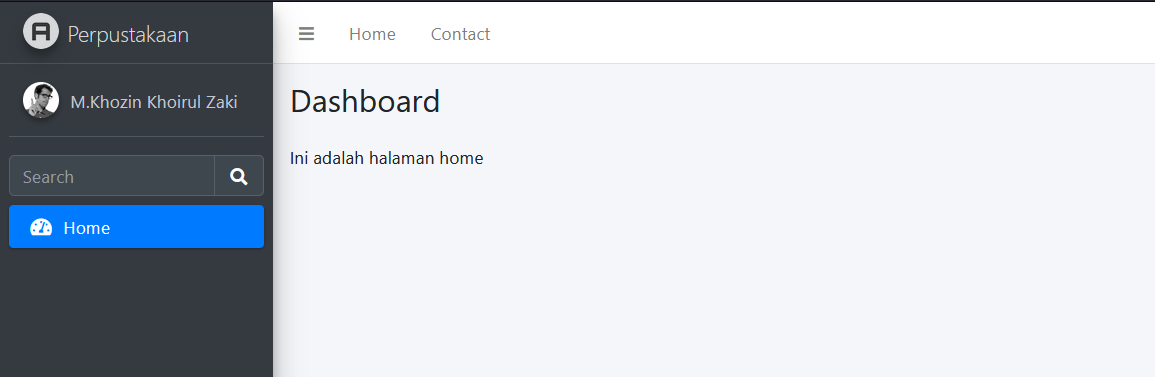 Perpustakaan
Home Contact
M.Khozin Khoirul Zaki
Search
Home
Dashboard
Ini adalah halaman home